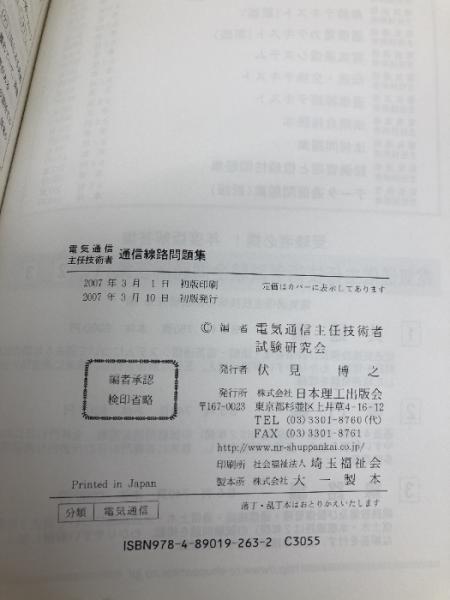 電気通信
主任技術者 通信線路問題集
2007年3月 1日 初版印刷 定価はカバーに表示してあります
2007年3月10日 初版発行
© 編者 電気通信主任技術者
試験研究会
発行者 伏見 博之
編者承認
検印省略
発行所 株式会社 日本理工出版会
〒167-0023 東京都杉並区上井草4-16-12
TEL (03)3301-8760(代)
FAX (03)3301-8761
http://www.nr-shuppankai.co.jp/
印刷所 社会福祉法人 埼玉福祉会
Printed in Japan 製本所 株式会社 大一製本
分類 電気通信 落丁・乱丁本はおとりかえいたします
ISBN978-4-89019-263-2 C3055